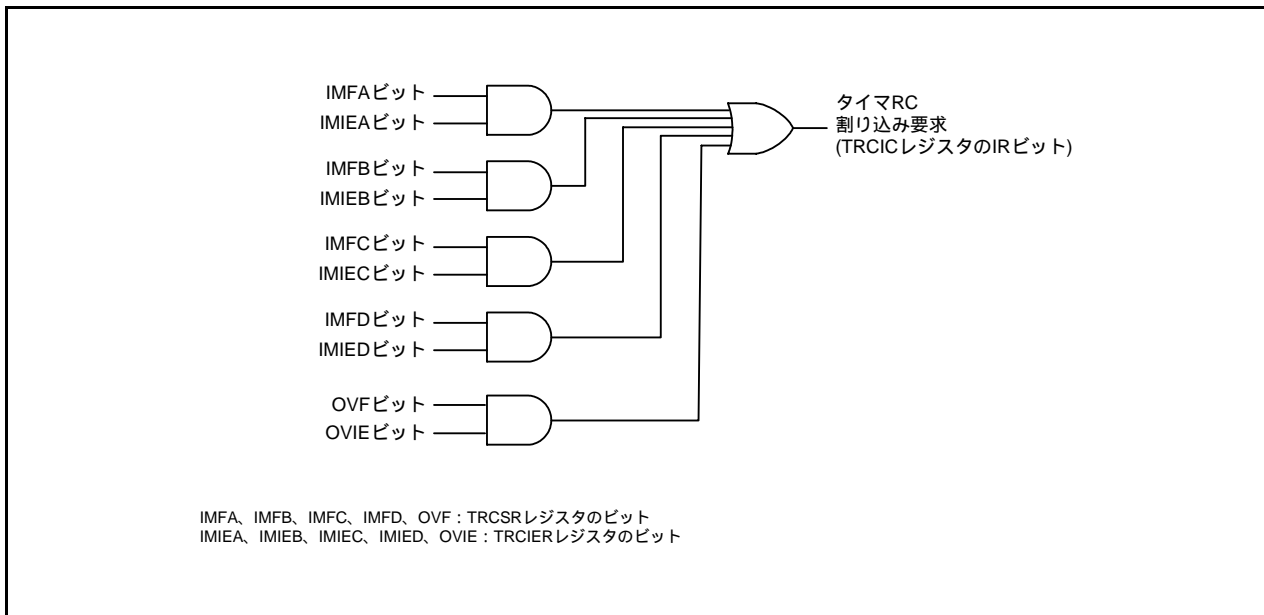 IMFAビット
IMIEAビット
IMFBビット
IMIEBビット
IMFCビット
IMIECビット
IMFDビット
IMIEDビット
OVFビット
OVIEビット
タイマRC
割り込み要求
(TRCICレジスタのIRビット)
IMFA、IMFB、IMFC、IMFD、OVF：TRCSRレジスタのビット
IMIEA、IMIEB、IMIEC、IMIED、OVIE：TRCIERレジスタのビット